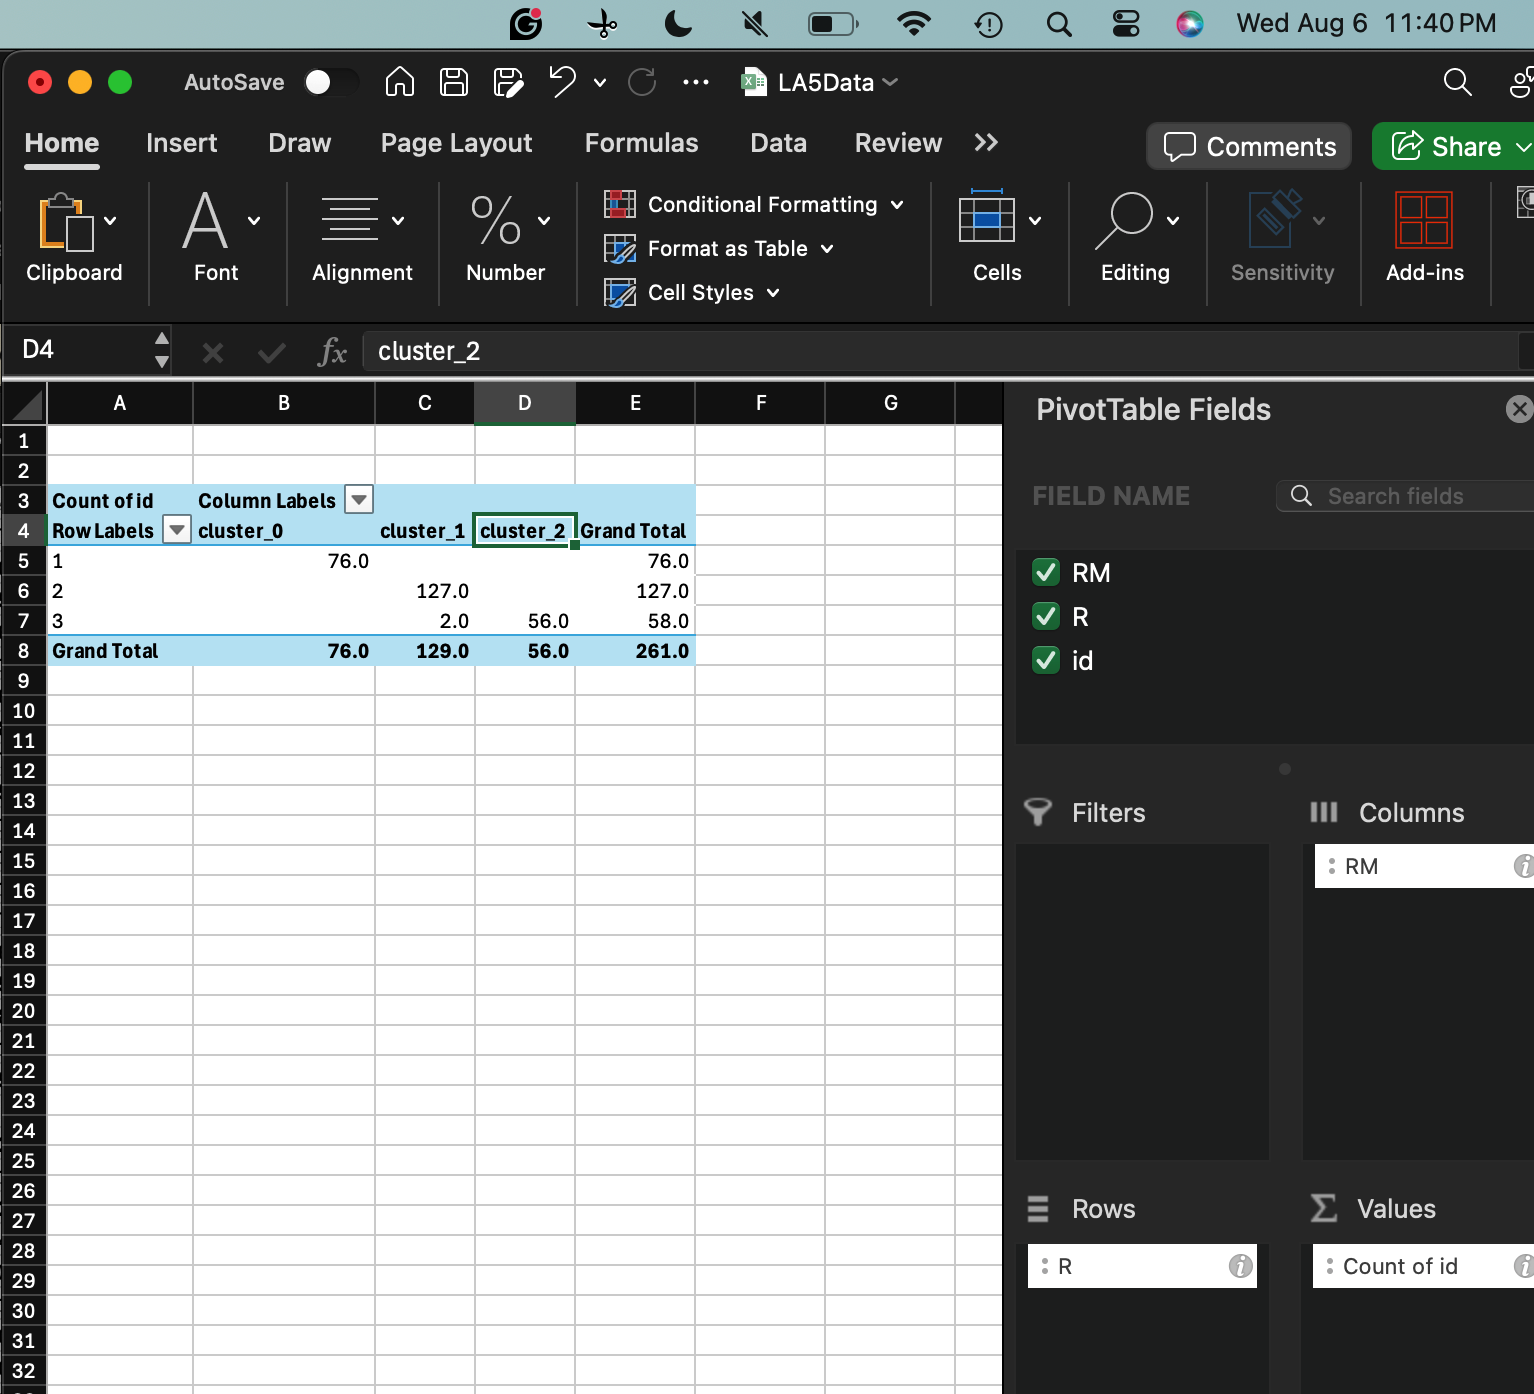 Wed Aug 6 11:40 PM
AutoSave LA5Data
Home Insert Draw Page Layout Formulas Data Review Comments Share
Conditional Formatting
Format as Table
Cell Styles
Clipboard Font Alignment Number Cells Editing Sensitivity Add-ins
D4 fx cluster_2
A B C D E F G
PivotTable Fields
FIELD NAME Search fields
1
2
3 Count of id Column Labels
4 Row Labels cluster_0 cluster_1 cluster_2 Grand Total
5 1 76.0 76.0
6 2 127.0 127.0
7 3 2.0 56.0 58.0
8 Grand Total 76.0 129.0 56.0 261.0
9
10
11
12
13
14
15
16
17
18
19
20
21
22
23
24
25
26
27
28
29
30
31
32
RM
R
id
Filters
Columns
RM
Rows
R
Values
Count of id